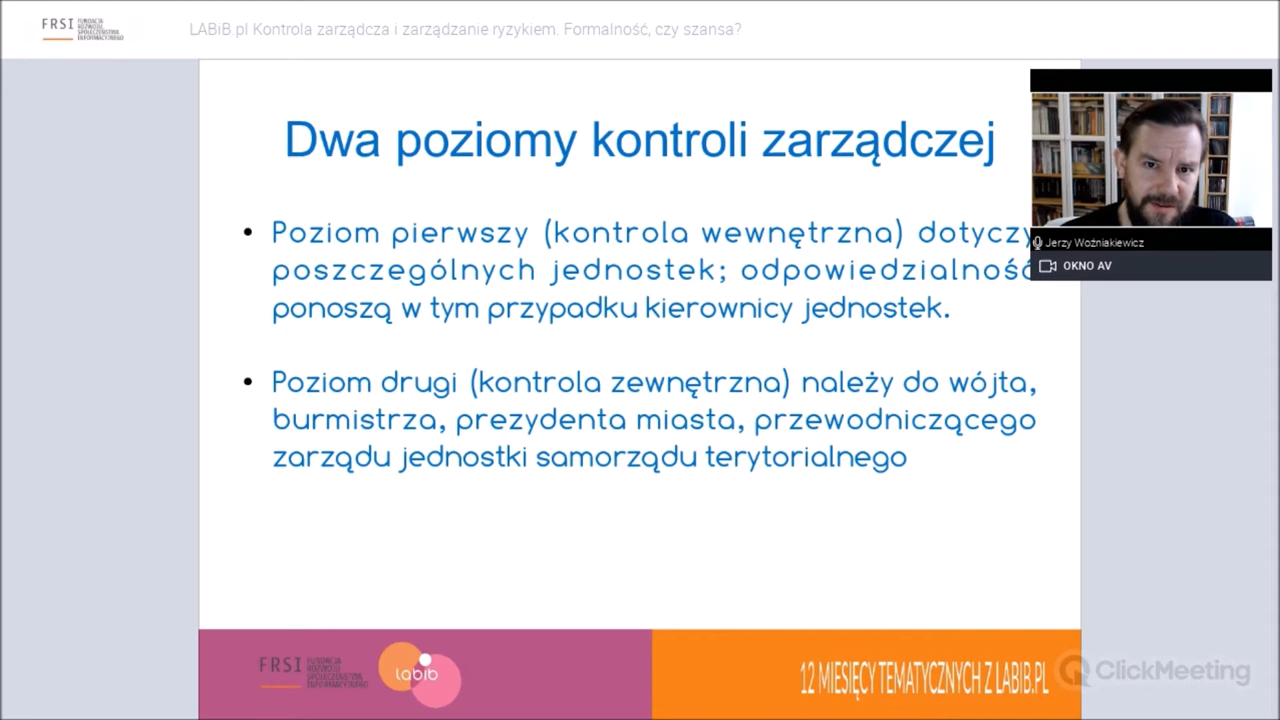 FRSI FUNDACJA
ROZWOJU
SPOŁECZEŃSTWA
INFORMACYJNEGO
LABiB.pl Kontrola zarządcza i zarządzanie ryzykiem. Formalność, czy szansa?
Dwa poziomy kontroli zarządczej
• Poziom pierwszy (kontrola wewnętrzna) dotyczy
poszczególnych jednostek; odpowiedzialność
ponoszą w tym przypadku kierownicy jednostek.
• Poziom drugi (kontrola zewnętrzna) należy do wójta,
burmistrza, prezydenta miasta, przewodniczącego
zarządu jednostki samorządu terytorialnego
Jerzy Woźniakiewicz
OKNO AV
FRSI FUNDACJA
ROZWOJU
SPOŁECZEŃSTWA
INFORMACYJNEGO
labib
12 MIESIĘCY TEMATYCZNYCH Z LABIB.PL
ClickMeeting